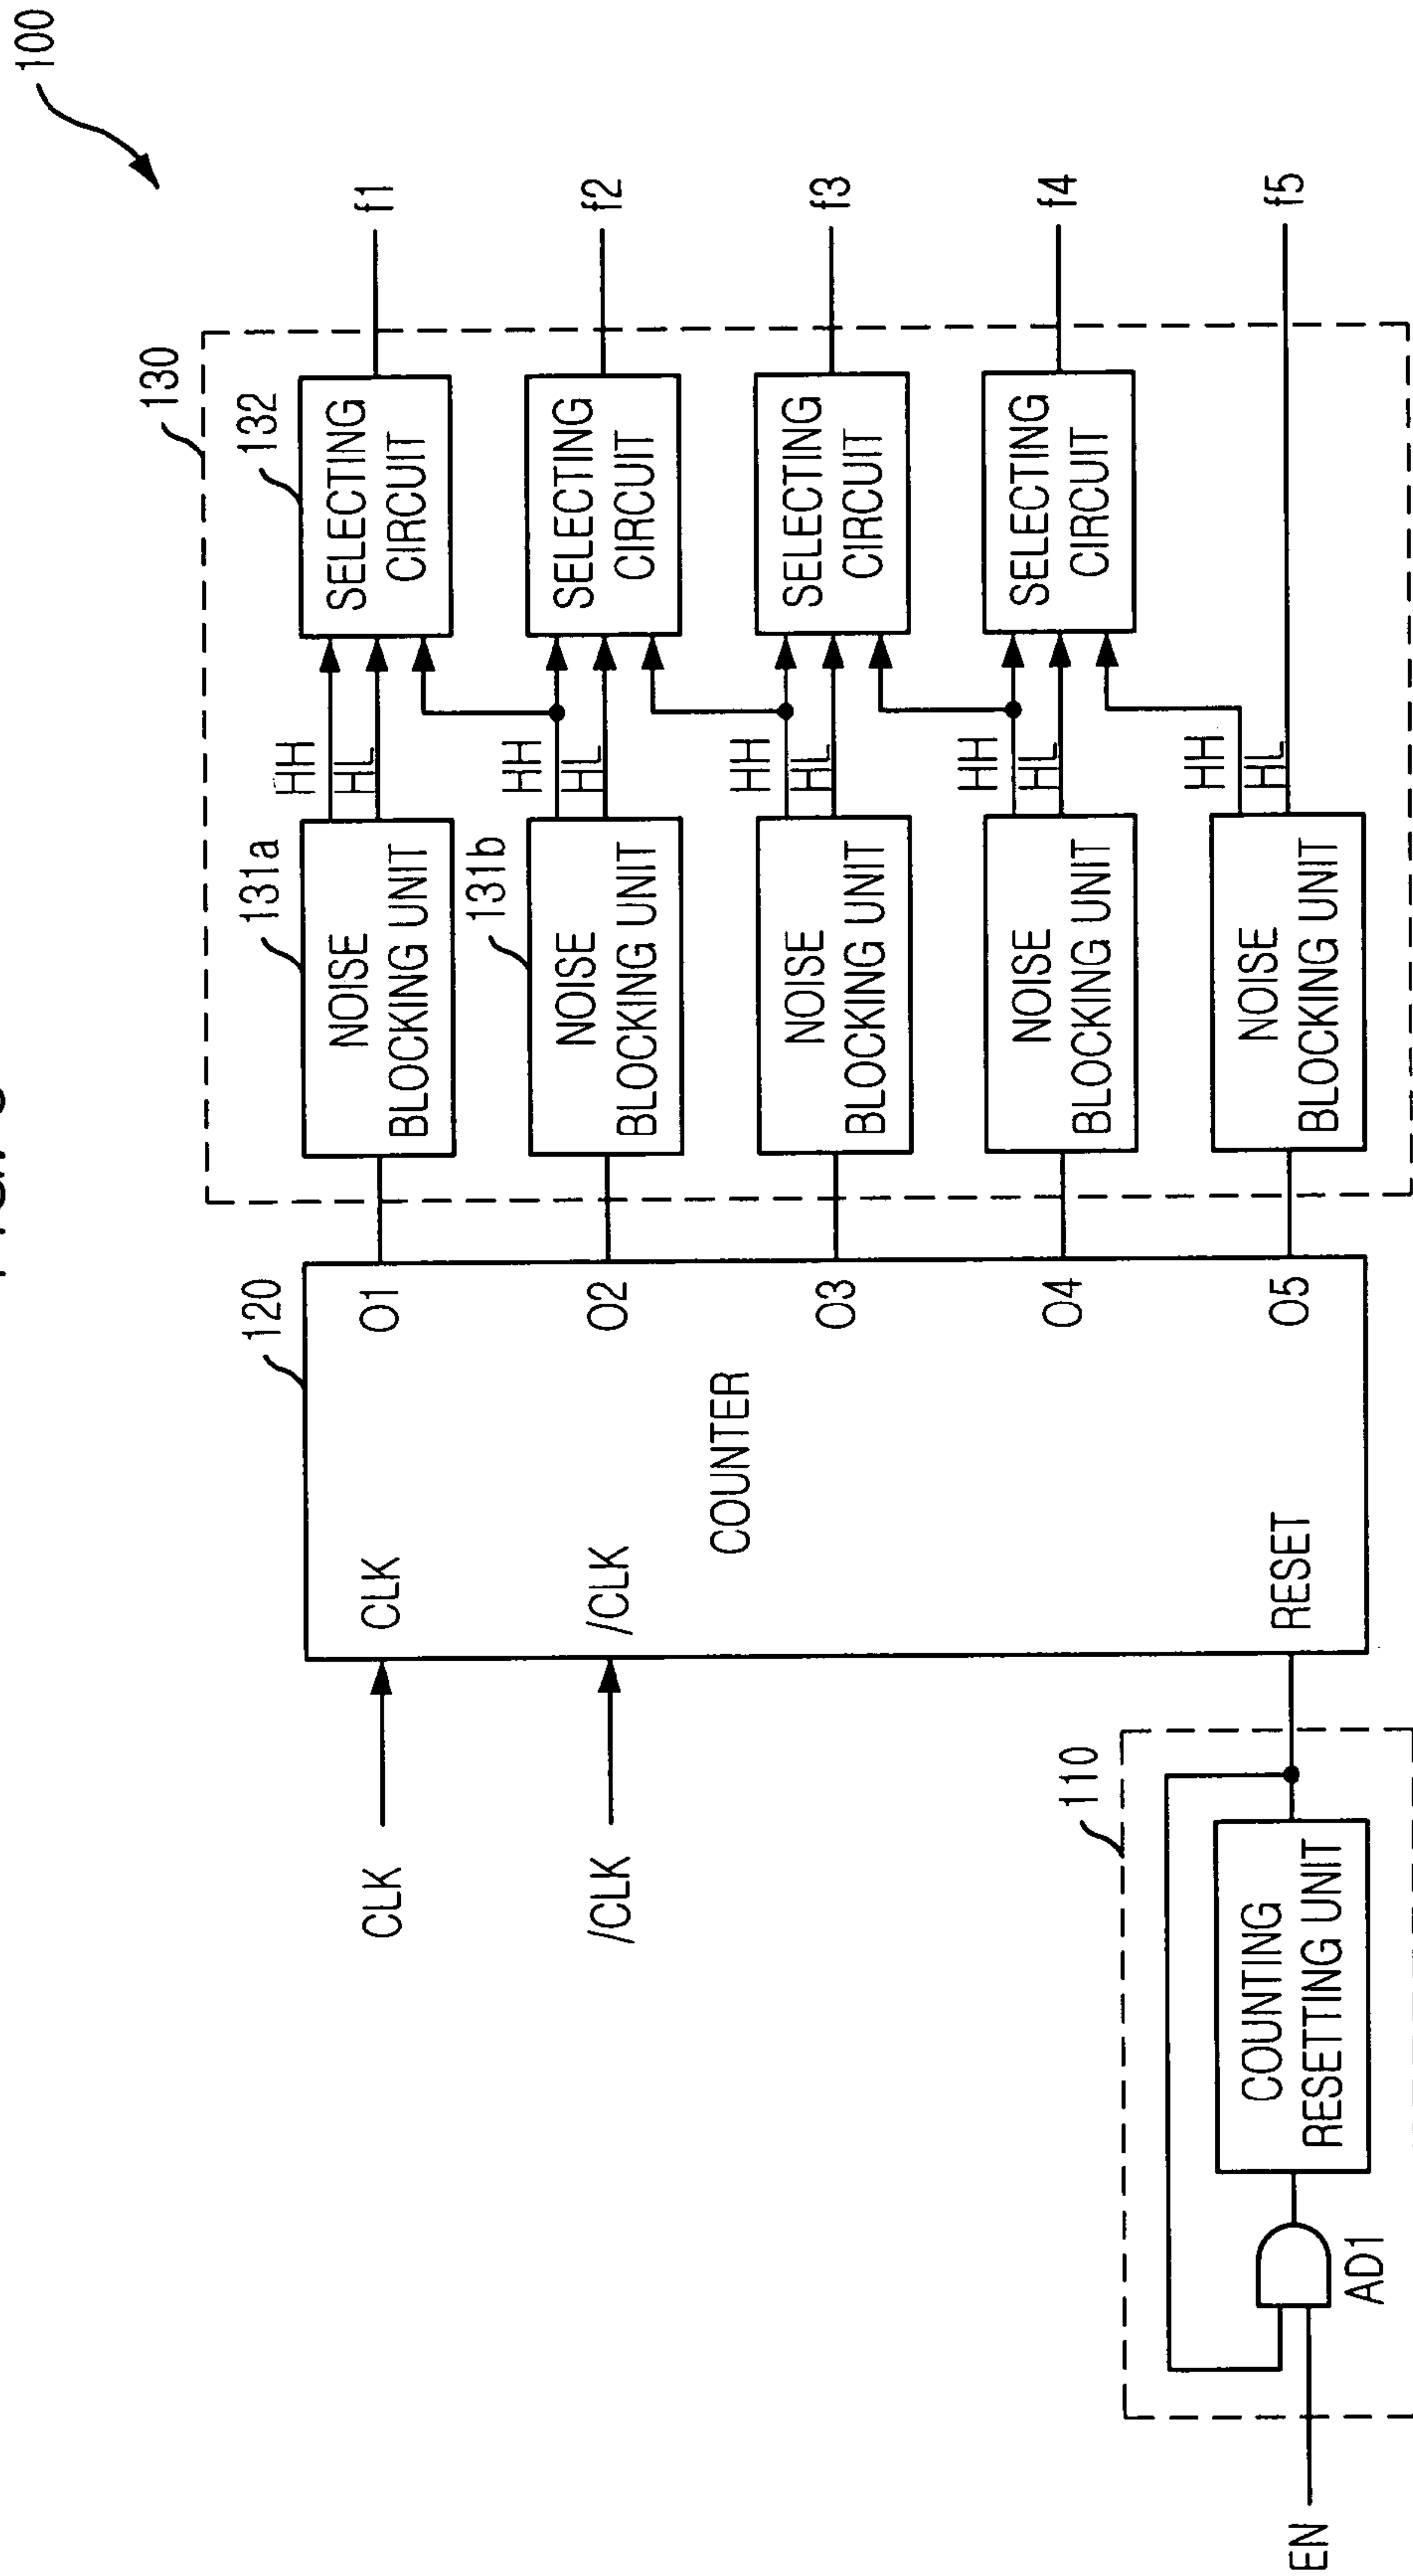 100
130
132
SELECTING
CIRCUIT
f1
SELECTING
CIRCUIT
f2
SELECTING
CIRCUIT
f3
SELECTING
CIRCUIT
f4
f5
HH
HL
HH
HL
HH
HL
HH
HL
HH
HL
131a
NOISE
BLOCKING UNIT
131b
NOISE
BLOCKING UNIT
NOISE
BLOCKING UNIT
NOISE
BLOCKING UNIT
NOISE
BLOCKING UNIT
120
O1
O2
O3
O4
O5
COUNTER
CLK
/CLK
RESET
CLK
/CLK
110
COUNTING
RESETTING UNIT
AD1
EN